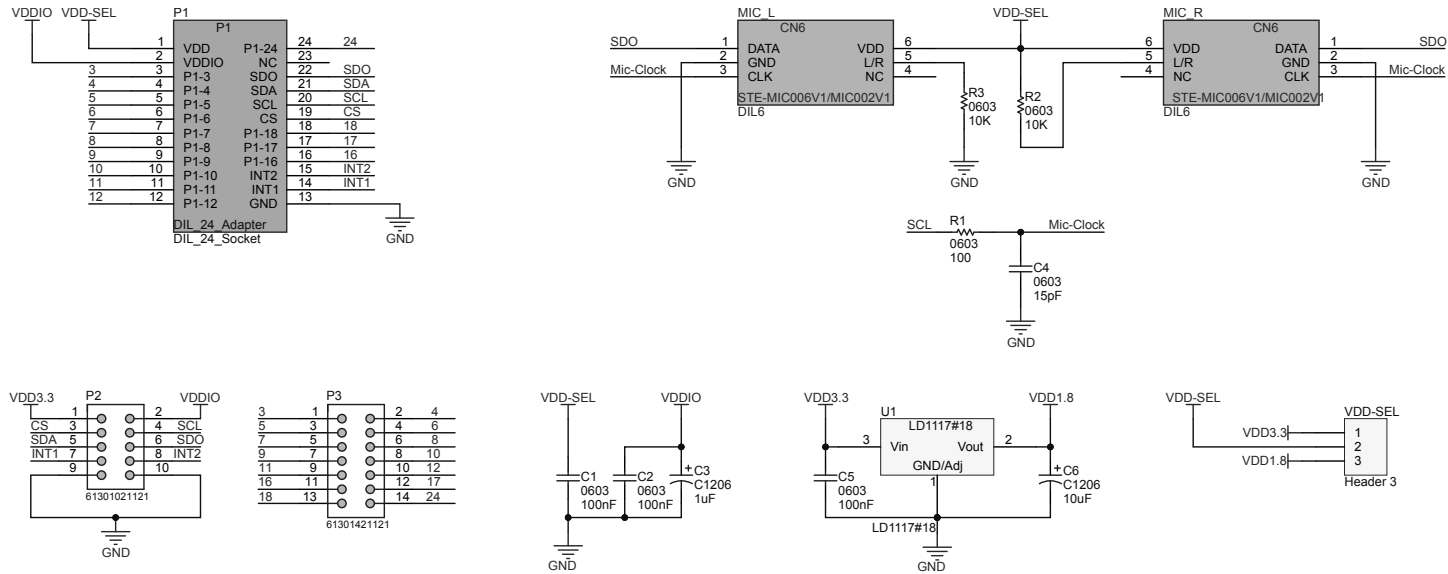 VDDIO VDD-SEL P1
P1
1 VDD P1-24 24 24
2 VDDIO NC 23
3 3 P1-3 SDO 22 SDO
4 4 P1-4 SDA 21 SDA
5 5 P1-5 SCL 20 SCL
6 6 P1-6 CS 19 CS
7 7 P1-7 P1-18 18 18
8 8 P1-8 P1-17 17 17
9 9 P1-9 P1-16 16 16
10 10 P1-10 INT2 15 INT2
11 11 P1-11 INT1 14 INT1
12 12 P1-12 GND 13
DIL_24_Adapter
DIL_24_Socket
GND
MIC_L VDD-SEL MIC_R
CN6 CN6
SDO 1 DATA VDD 6 6 VDD DATA 1 SDO
2 GND L/R 5 5 L/R GND 2
Mic-Clock 3 CLK NC 4 4 NC CLK 3 Mic-Clock
STE-MIC006V1/MIC002V1 STE-MIC006V1/MIC002V1
DIL6 DIL6
R3
0603
10K
R2
0603
10K
GND GND GND
SCL R1 Mic-Clock
0603
100
C4
0603
15pF
GND
VDD3.3 P2 VDDIO
1 2
CS 3 4 SCL
SDA 5 6 SDO
INT1 7 8 INT2
9 10
61301021121
GND
P3
3 1 2 4
5 3 4 6
7 5 6 8
9 7 8 10
11 9 10 12
16 11 12 17
18 13 14 24
61301421121
VDD-SEL VDDIO
C1
0603
100nF
C2
0603
100nF
C3
C1206
1uF
+
GND
VDD3.3 U1 VDD1.8
LD1117#18
3 Vin Vout 2
GND/Adj
1
C5
0603
100nF
+
C6
C1206
10uF
LD1117#18
GND
VDD-SEL VDD-SEL
VDD3.3 1
2
VDD1.8 3
Header 3